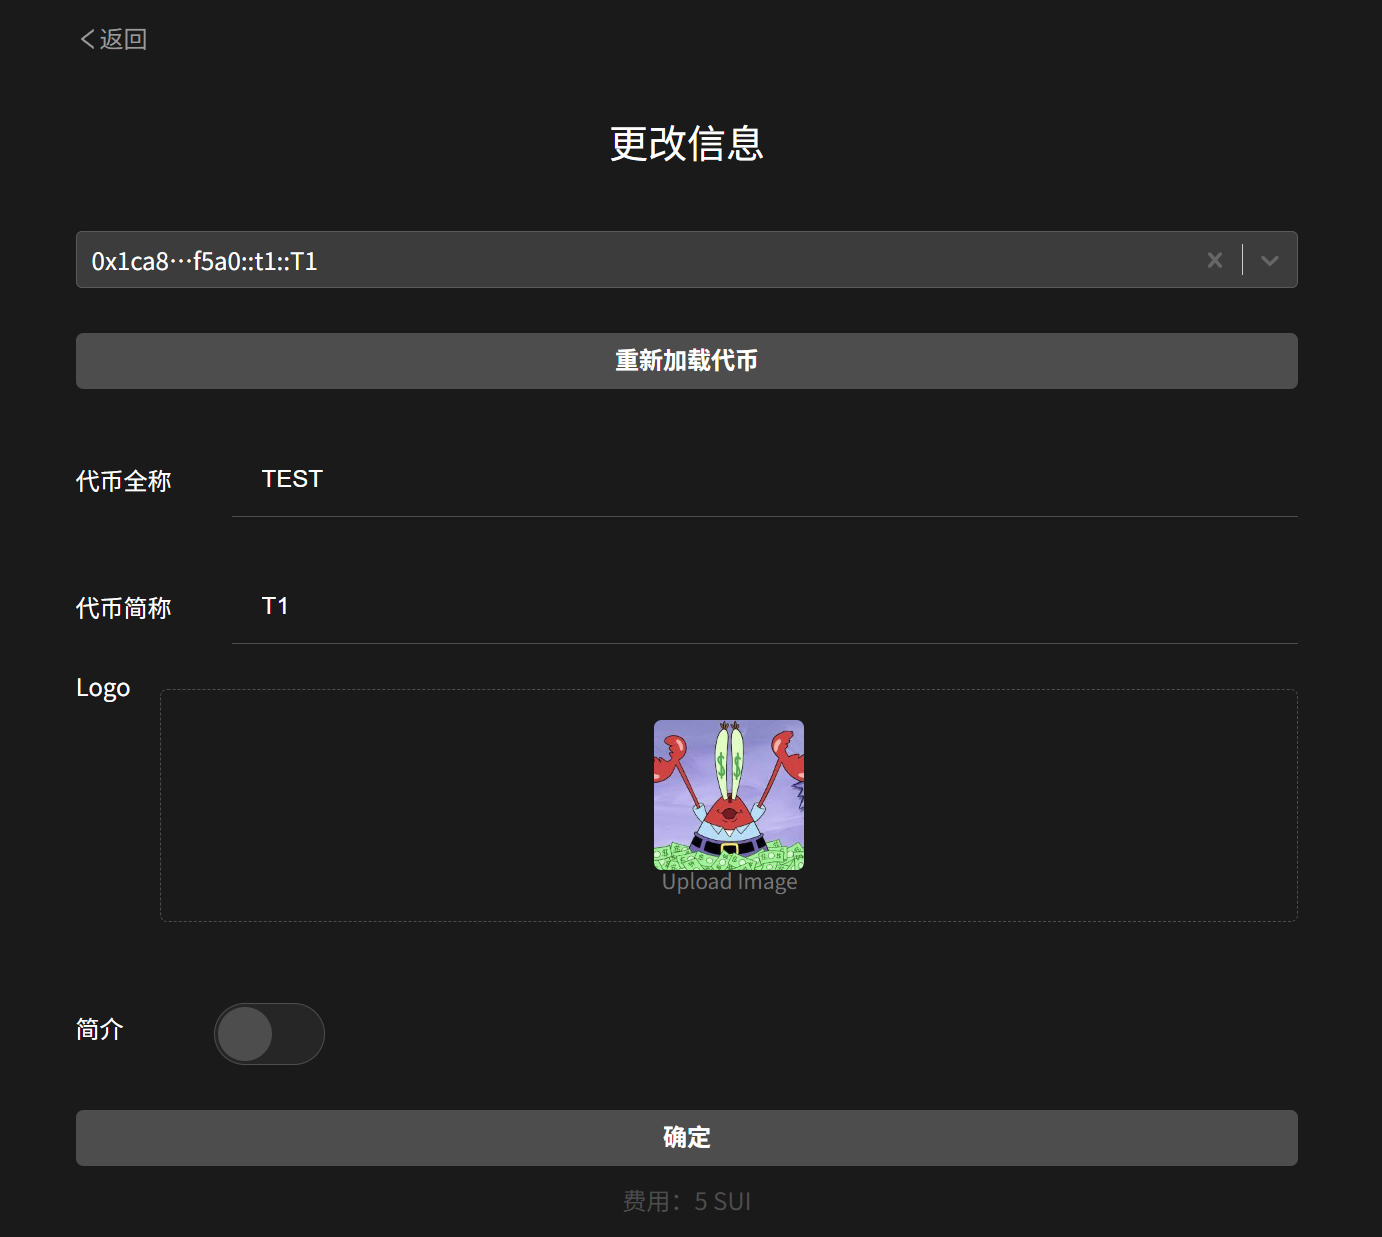 返回
更改信息
0x1ca8···f5a0::t1::T1
重新加载代币
代币全称 TEST
代币简称 T1
Logo
Upload Image
简介
确定
费用：5 SUI